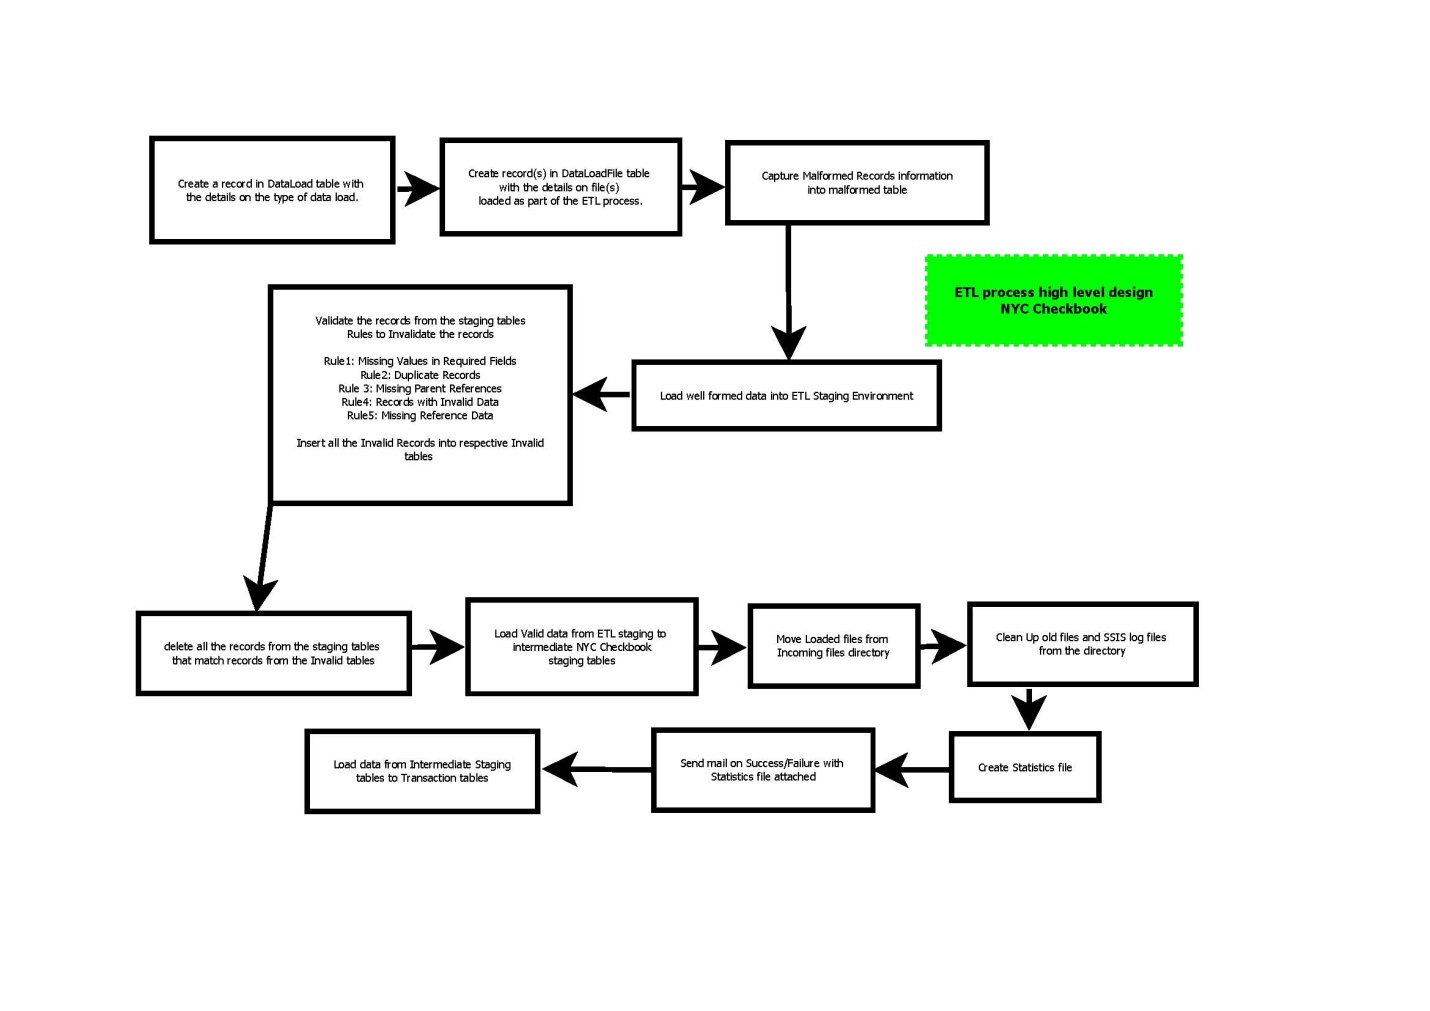 Create a record in DataLoad table with
the details on the type of data load.
Create record(s) in DataLoadFile table
with the details on file(s)
loaded as part of the ETL process.
Capture Malformed Records information
into malformed table
ETL process high level design
NYC Checkbook
Load well formed data into ETL Staging Environment
Validate the records from the staging tables
Rules to Invalidate the records
Rule1: Missing Values in Required Fields
Rule2: Duplicate Records
Rule 3: Missing Parent References
Rule4: Records with Invalid Data
Rule5: Missing Reference Data
Insert all the Invalid Records into respective Invalid
tables
delete all the records from the staging tables
that match records from the Invalid tables
Load Valid data from ETL staging to
intermediate NYC Checkbook
staging tables
Move Loaded files from
Incoming files directory
Clean Up old files and SSIS log files
from the directory
Create Statistics file
Send mail on Success/Failure with
Statistics file attached
Load data from Intermediate Staging
tables to Transaction tables